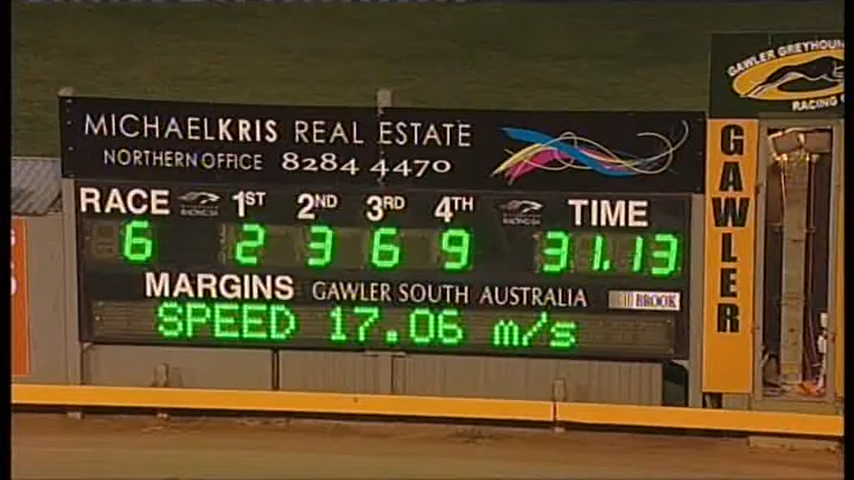 GAWLER GREYHOUND
RACING
MICHAELKRIS REAL ESTATE
NORTHERN OFFICE 8284 4470
RACE 1ST 2ND 3RD 4TH TIME
6 2 3 6 9 31.13
MARGINS GAWLER SOUTH AUSTRALIA BROOK
SPEED 17.06 m/s
GAWLER